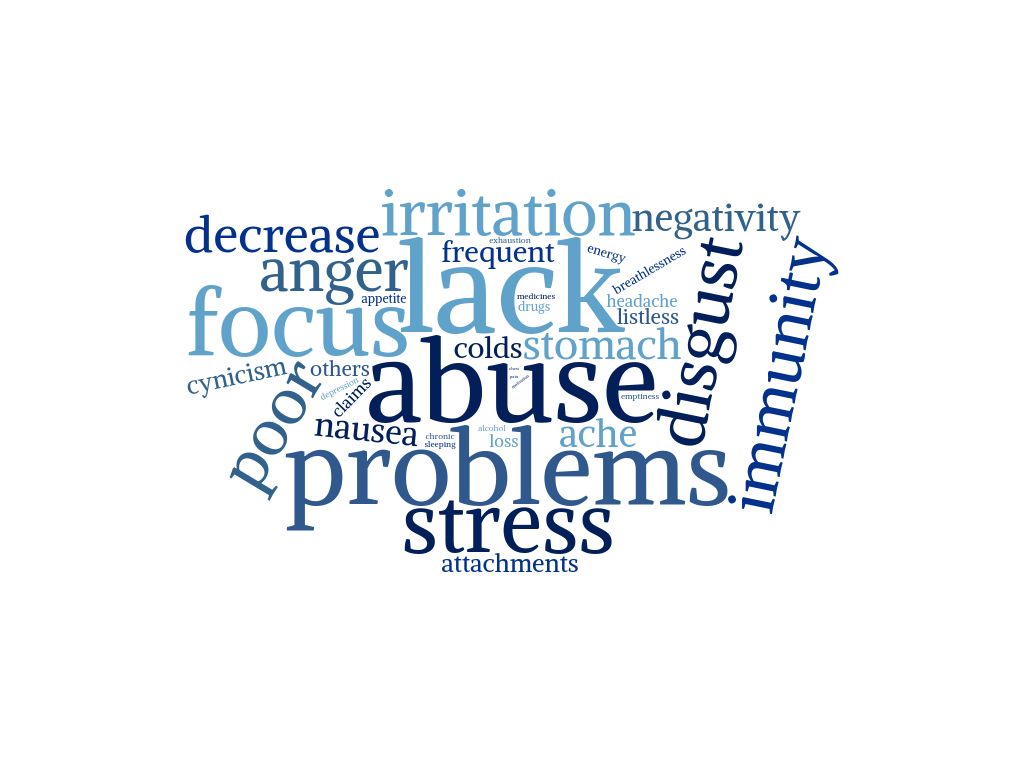 irritation
negativity
decrease
exhaustion
frequent
energy
anger
lack
breathlessness
disgust
immunity
appetite
medicines
drugs
headache
listless
focus
colds
stomach
cynicism
others
abuse
depression
claims
emptiness
poor
nausea
chronic
sleeping
alcohol
loss
ache
problems
stress
attachments